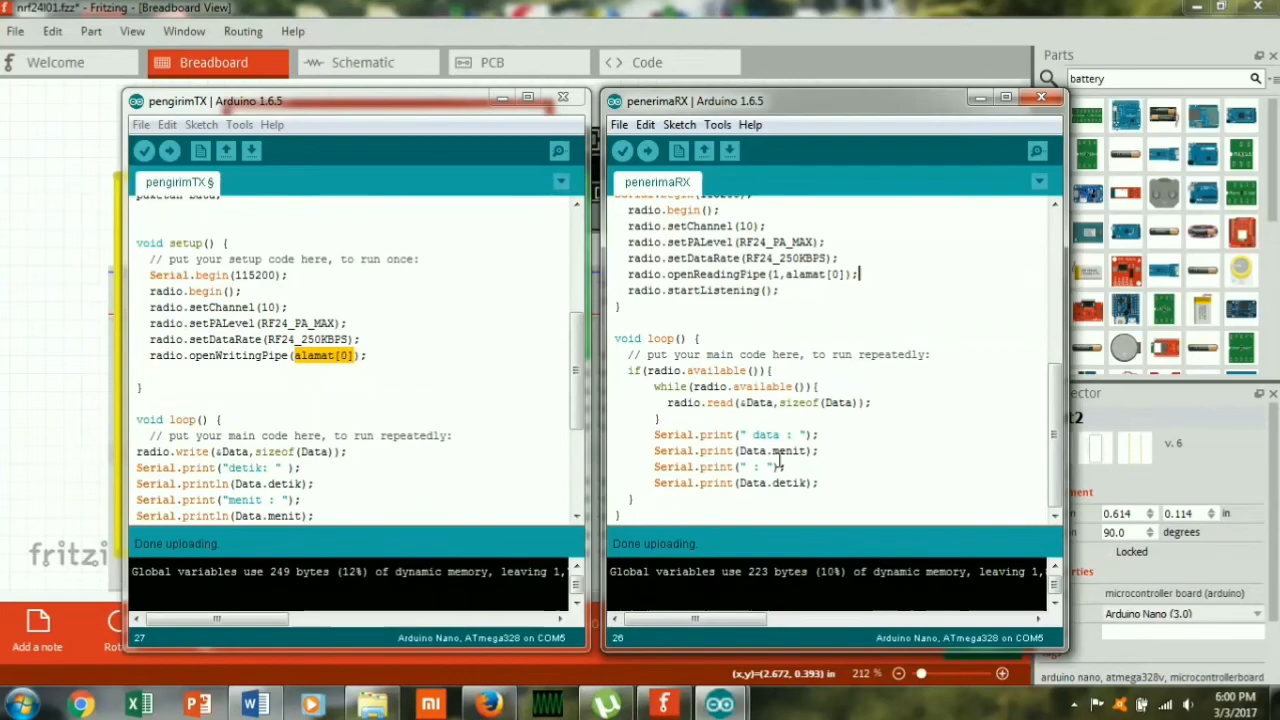 nrf24l01.fzz* - Fritzing - [Breadboard View]
File Edit Part View Window Routing Help
Welcome
Breadboard
Schematic
PCB
Code
Parts
battery
pengirimTX | Arduino 1.6.5
File Edit Sketch Tools Help
pengirimTX §
void setup() {
// put your setup code here, to run once:
Serial.begin(115200);
radio.begin();
radio.setChannel(10);
radio.setPALevel(RF24_PA_MAX);
radio.setDataRate(RF24_250KBPS);
radio.openWritingPipe(alamat[0]);
}
void loop() {
// put your main code here, to run repeatedly:
radio.write(&Data,sizeof(Data));
Serial.print("detik: " );
Serial.println(Data.detik);
Serial.print("menit : ");
Serial.println(Data.menit);
Done uploading.
Global variables use 249 bytes (12%) of dynamic memory, leaving 1,
27
Arduino Nano, ATmega328 on COM5
penerimaRX | Arduino 1.6.5
File Edit Sketch Tools Help
penerimaRX
Serial.begin(115200);
radio.begin();
radio.setChannel(10);
radio.setPALevel(RF24_PA_MAX);
radio.setDataRate(RF24_250KBPS);
radio.openReadingPipe(1,alamat[0]);
radio.startListening();
}
void loop() {
// put your main code here, to run repeatedly:
if(radio.available()){
while(radio.available()){
radio.read(&Data,sizeof(Data));
}
Serial.print(" data : ");
Serial.print(Data.menit);
Serial.print(" : ");
Serial.print(Data.detik);
}
}
Done uploading.
Global variables use 223 bytes (10%) of dynamic memory, leaving 1,
26
Arduino Nano, ATmega328 on COM5
ector
t2
v. 6
ment
0.614 0.114 in
90.0 degrees
Locked
rties
microcontroller board (arduino)
Arduino Nano (3.0)
arduino nano, atmega328v, microcontrollerboard
fritzi
Add a note
Rot
(x,y)=(2.672, 0.393) in
212 %
6:00 PM
3/3/2017